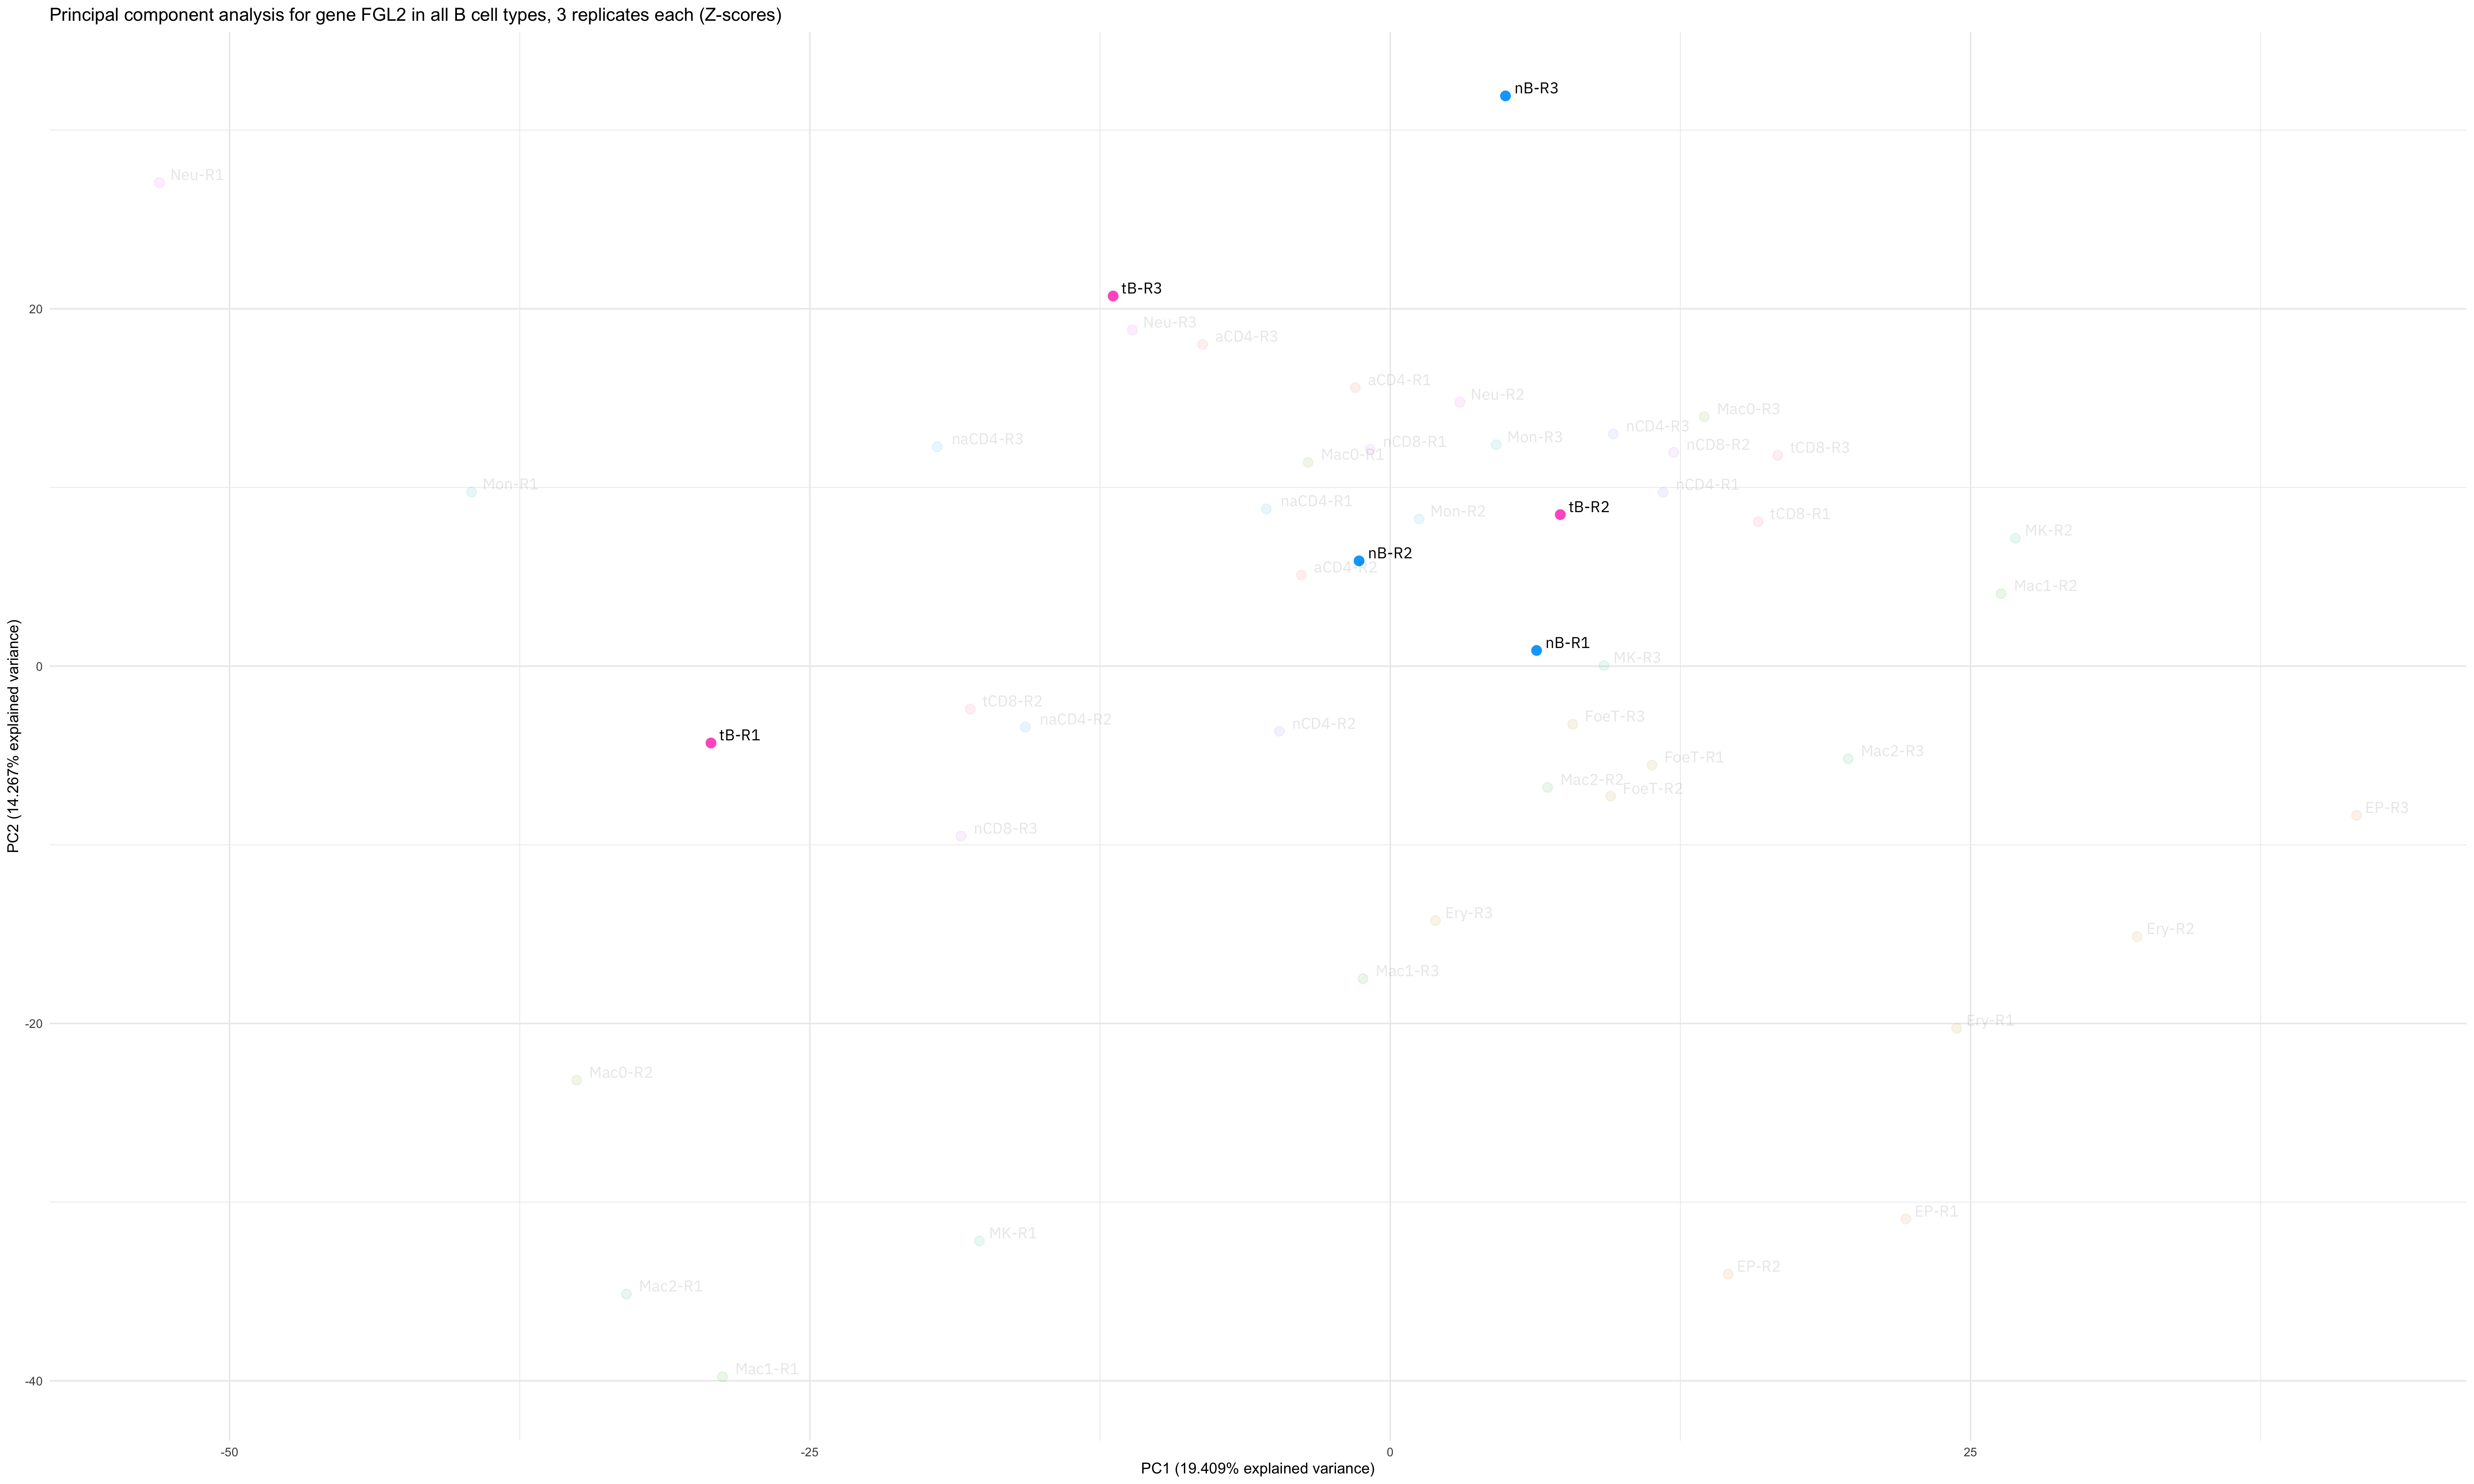 Principal component analysis for gene FGL2 in all B cell types, 3 replicates each (Z-scores)
nB-R3
Neu-R1
tB-R3
20
Neu-R3
aCD4-R3
aCD4-R1
Neu-R2
Mac0-R3
nCD4-R3
naCD4-R3
nCD8-R1
Mon-R3
nCD8-R2
tCD8-R3
Mac0-R1
Mon-R1
nCD4-R1
naCD4-R1
tB-R2
Mon-R2
tCD8-R1
MK-R2
nB-R2
aCD4-R2
Mac1-R2
nB-R1
MK-R3
0
tCD8-R2
FoeT-R3
naCD4-R2
nCD4-R2
tB-R1
Mac2-R3
FoeT-R1
Mac2-R2
FoeT-R2
EP-R3
nCD8-R3
PC2 (14.267% explained variance)
Ery-R3
Ery-R2
Mac1-R3
-20
Ery-R1
Mac0-R2
EP-R1
MK-R1
EP-R2
Mac2-R1
Mac1-R1
-40
-50
-25
0
25
PC1 (19.409% explained variance)